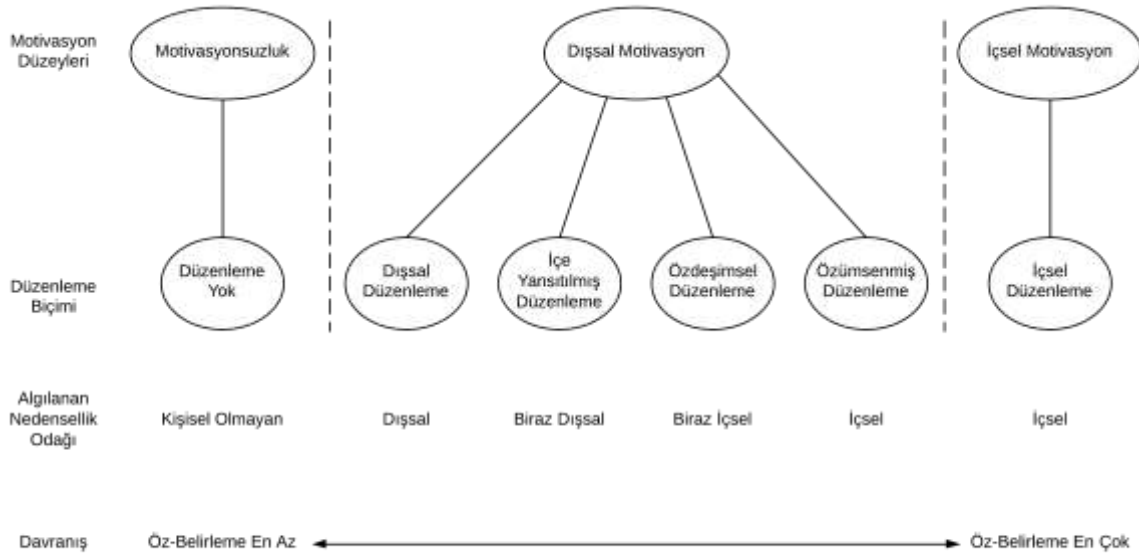 Motivasyon
Düzeyleri
Motivasyonsuzluk
Dışsal Motivasyon
İçsel Motivasyon
Düzenleme
Biçimi
Düzenleme
Yok
Dışsal
Düzenleme
İçe
Yansıtılmış
Düzenleme
Özdeşimsel
Düzenleme
Özümsenmiş
Düzenleme
İçsel
Düzenleme
Algılanan
Nedensellik
Odağı
Kişisel Olmayan
Dışsal
Biraz Dışsal
Biraz İçsel
İçsel
İçsel
Davranış
Öz-Belirleme En Az
Öz-Belirleme En Çok